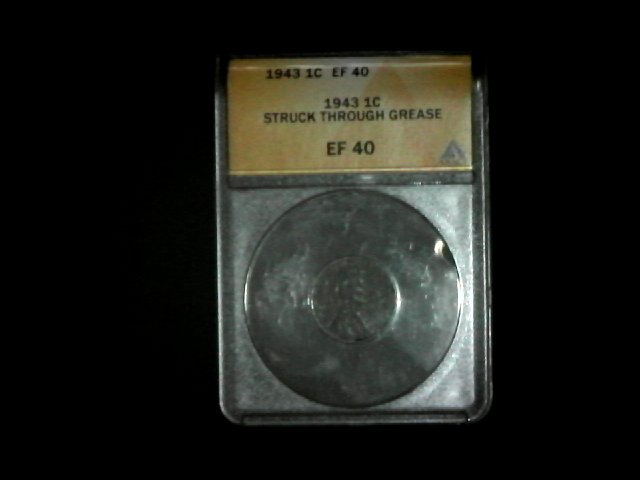 1943 1C EF 40
1943 1C
STRUCK THROUGH GREASE
EF 40